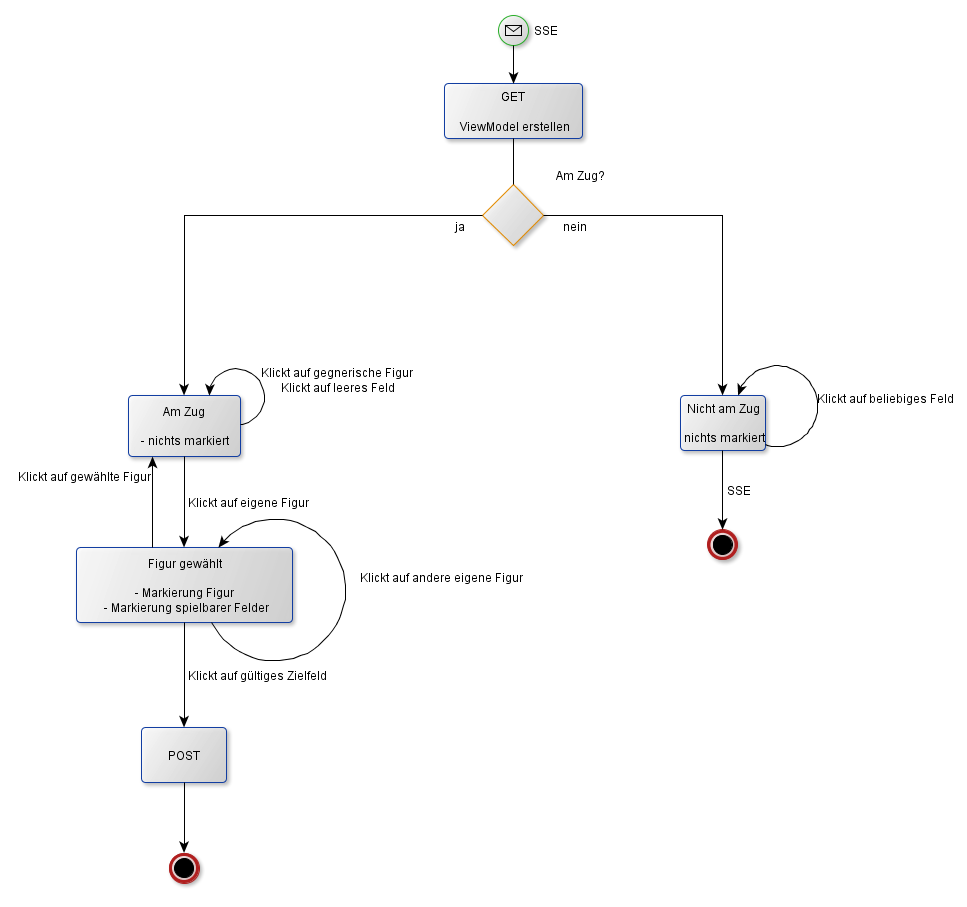 SSE
GET
ViewModel erstellen
Am Zug?
ja
nein
Klickt auf gegnerische Figur
Klickt auf leeres Feld
Am Zug
- nichts markiert
Nicht am Zug
nichts markiert
Klickt auf beliebiges Feld
Klickt auf gewählte Figur
Klickt auf eigene Figur
SSE
Figur gewählt
- Markierung Figur
- Markierung spielbarer Felder
Klickt auf andere eigene Figur
Klickt auf gültiges Zielfeld
POST